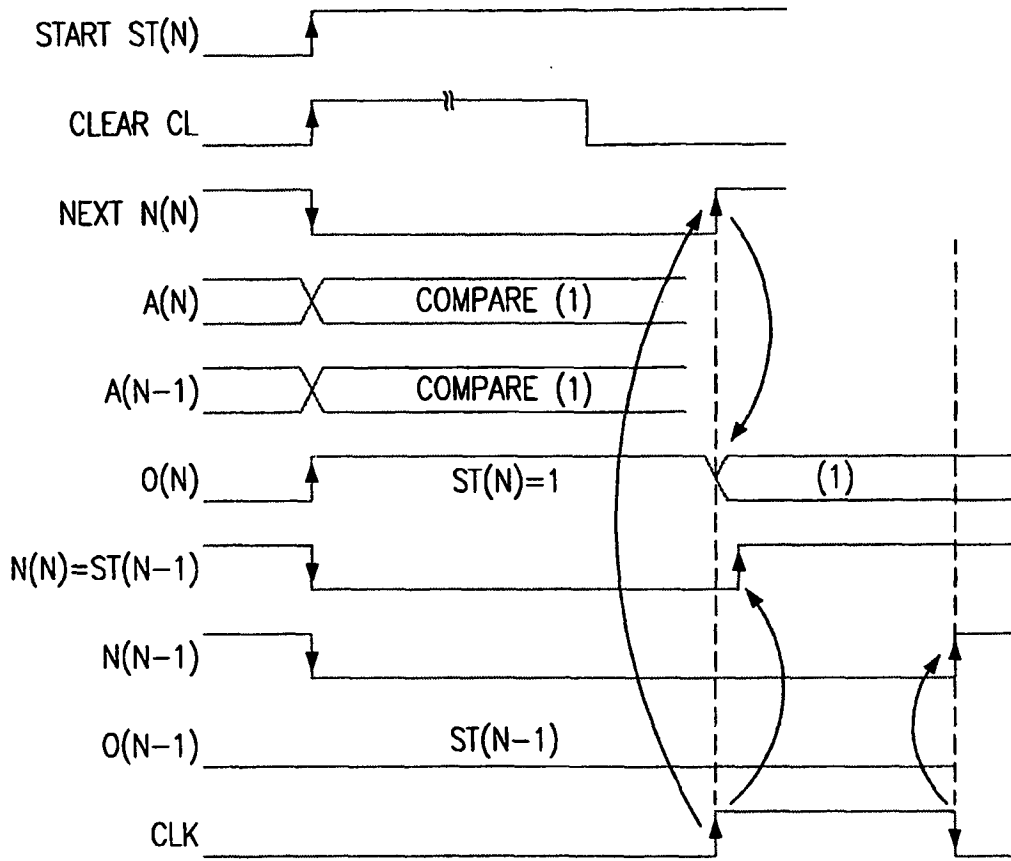 START ST(N)
CLEAR CL
NEXT N(N)
A(N) COMPARE (1)
A(N-1) COMPARE (1)
O(N) ST(N)=1 (1)
N(N)=ST(N-1)
N(N-1)
O(N-1) ST(N-1)
CLK